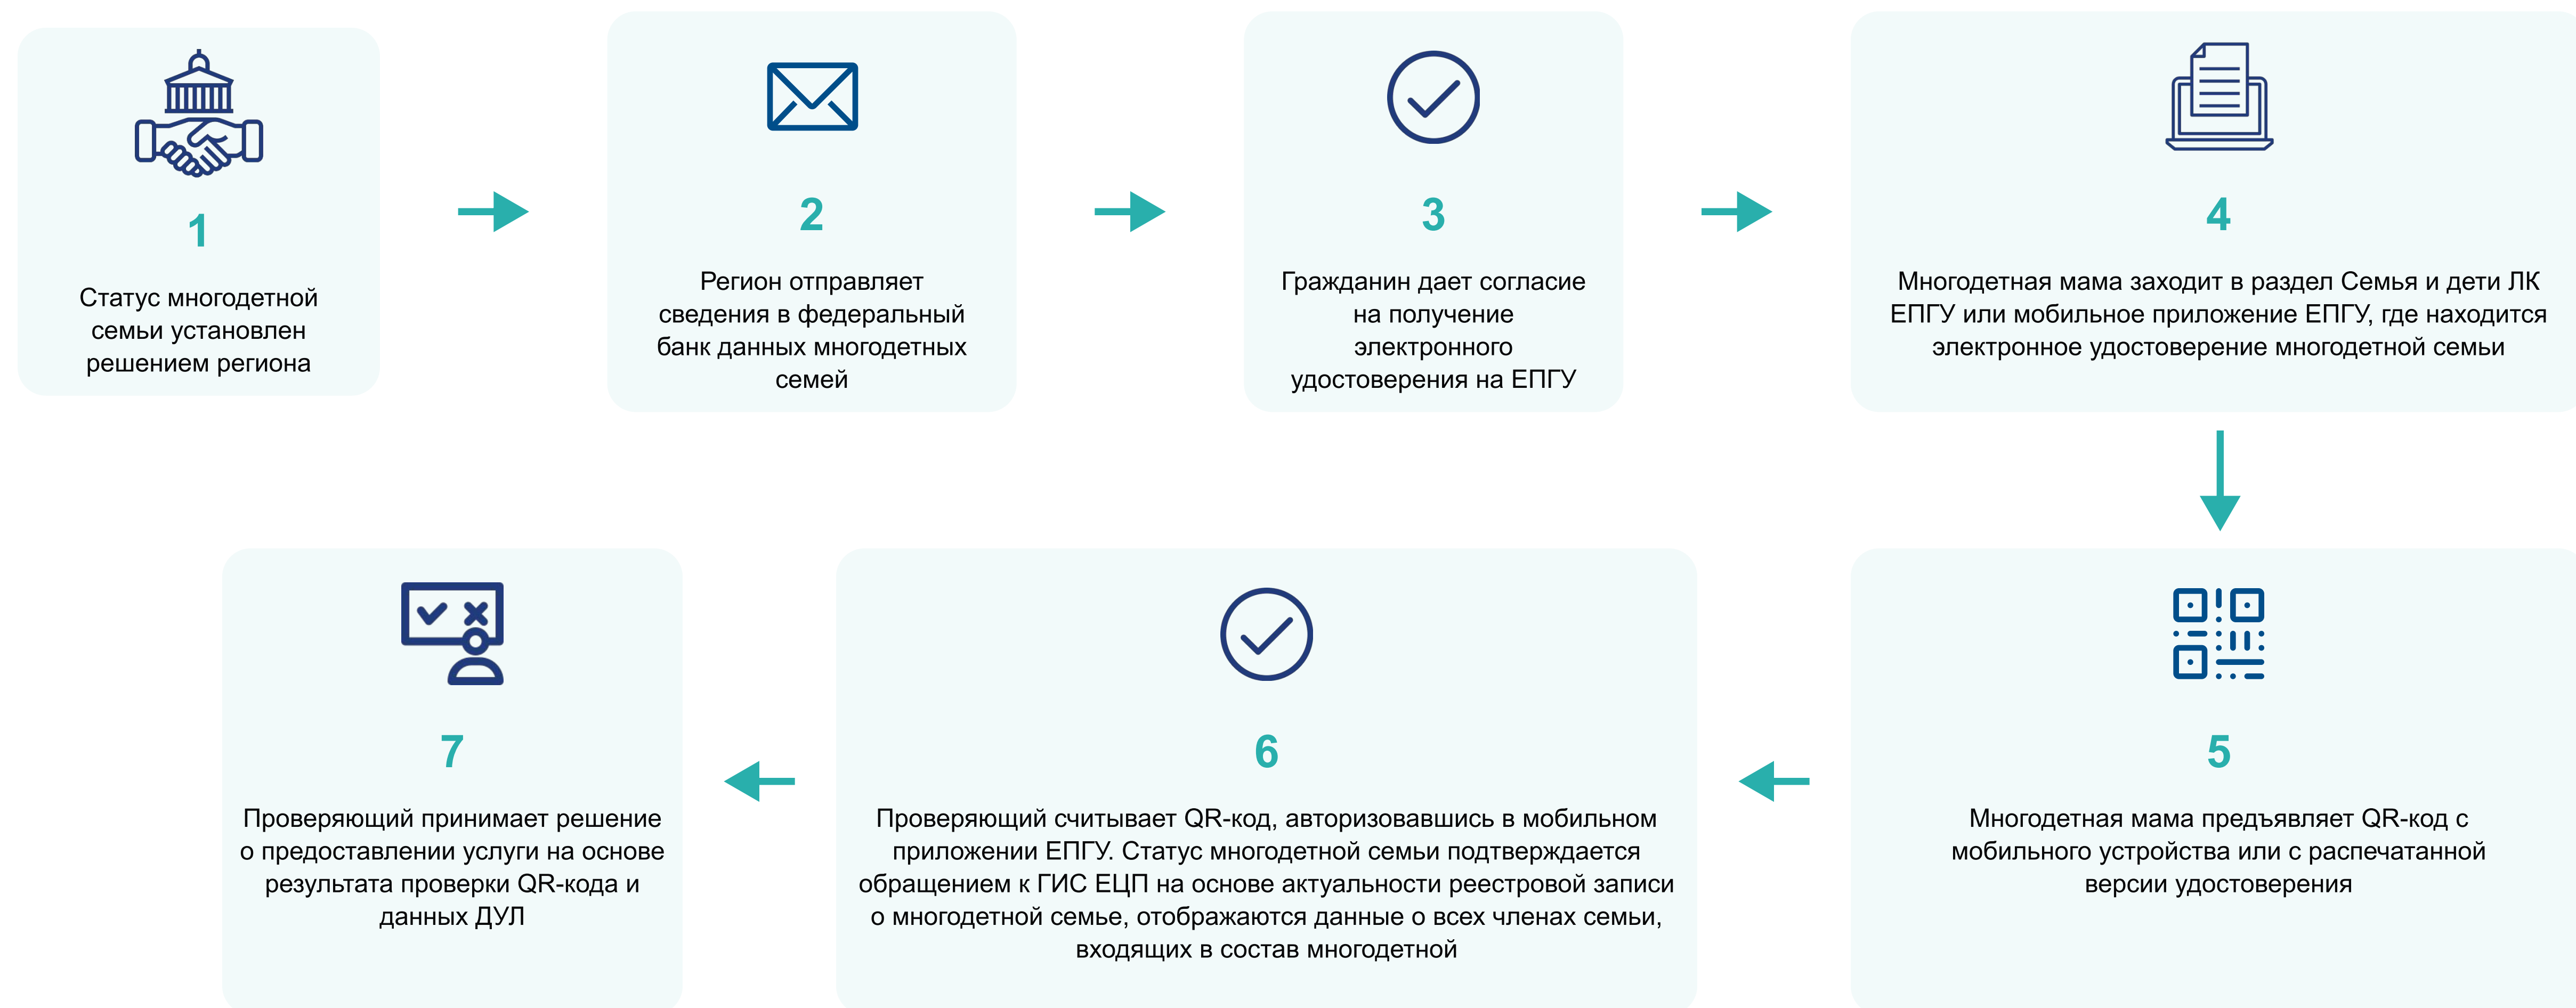 1
Статус многодетной
семьи установлен
решением региона
2
Регион отправляет
сведения в федеральный
банк данных многодетных
семей
3
Гражданин дает согласие
на получение
электронного
удостоверения на ЕПГУ
4
Многодетная мама заходит в раздел Семья и дети ЛК
ЕПГУ или мобильное приложение ЕПГУ, где находится
электронное удостоверение многодетной семьи
5
Многодетная мама предъявляет QR-код с
мобильного устройства или с распечатанной
версии удостоверения
6
Проверяющий считывает QR-код, авторизовавшись в мобильном
приложении ЕПГУ. Статус многодетной семьи подтверждается
обращением к ГИС ЕЦП на основе актуальности реестровой записи
о многодетной семье, отображаются данные о всех членах семьи,
входящих в состав многодетной
7
Проверяющий принимает решение
о предоставлении услуги на основе
результата проверки QR-кода и
данных ДУЛ